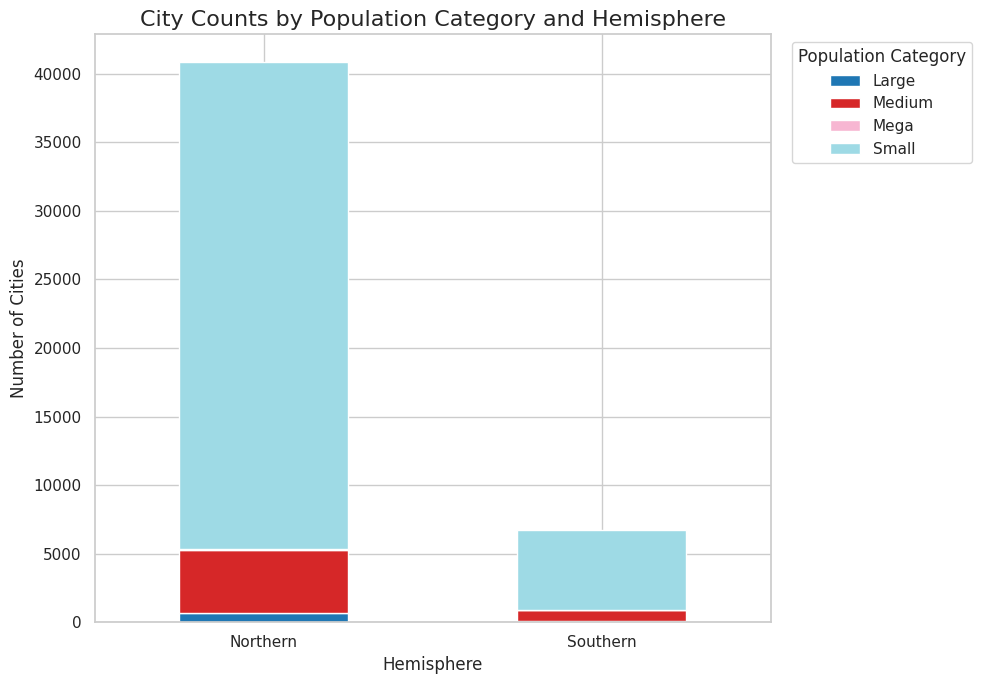 City Counts by Population Category and Hemisphere
Population Category
Large
Medium
Mega
Small
Number of Cities
40000
35000
30000
25000
20000
15000
10000
5000
0
Northern
Southern
Hemisphere